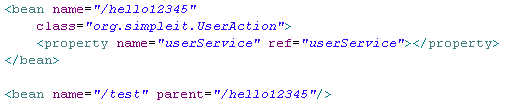 <bean name="/hello12345"
class="org.simpleit.UserAction">
<property name="userService" ref="userService"></property>
</bean>
<bean name="/test" parent="/hello12345"/>